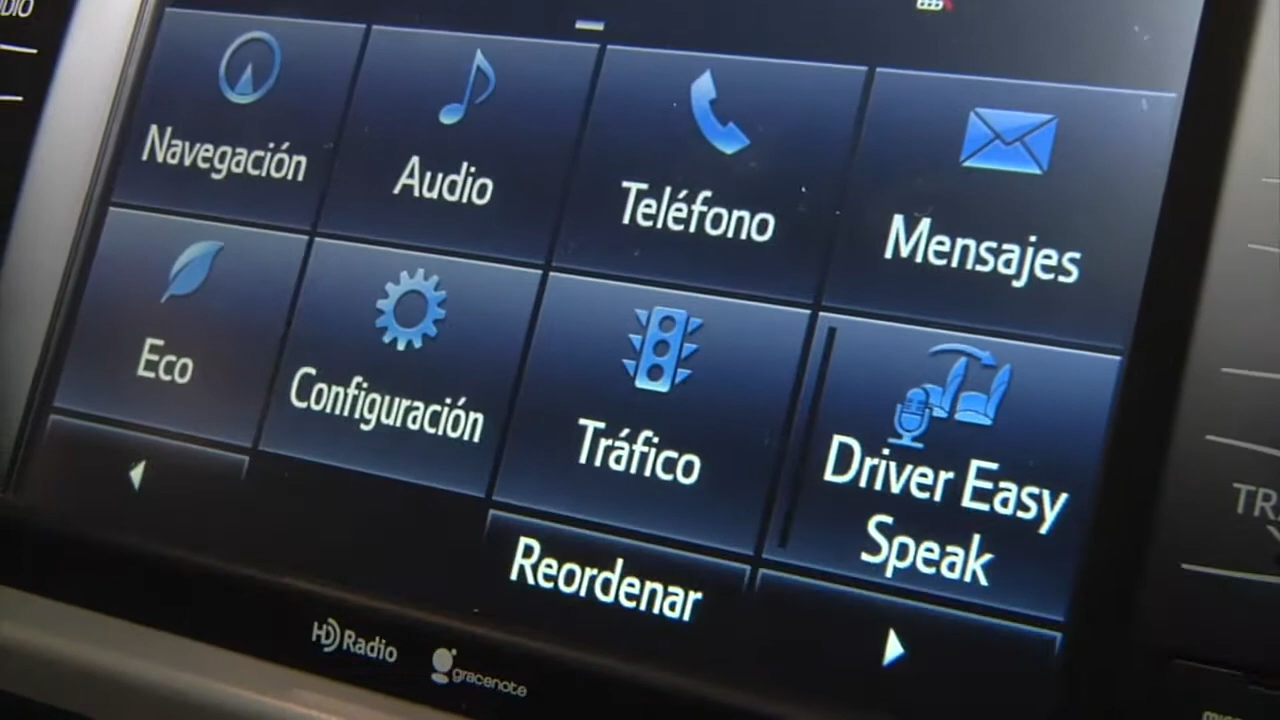 Navegación
Audio
Teléfono
Mensajes
Eco
Configuración
Tráfico
Driver Easy
Speak
Reordenar
HD Radio
gracenote